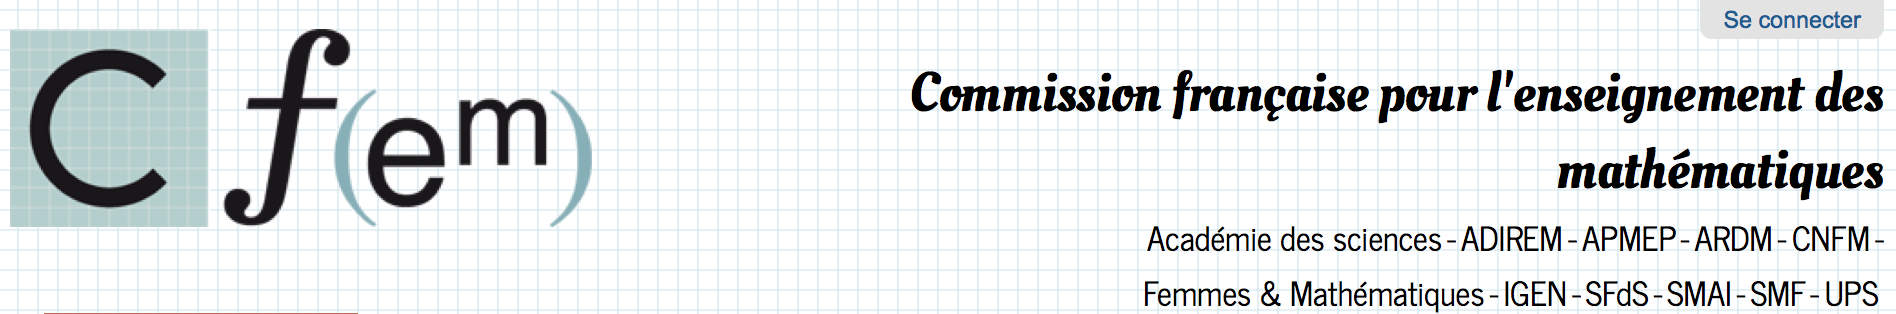 Se connecter
C f(em)
Commission française pour l'enseignement des
mathématiques
Académie des sciences - ADIREM - APMEP - ARDM - CNFM -
Femmes & Mathématiques - IGEN - SFdS - SMAI - SMF - UPS